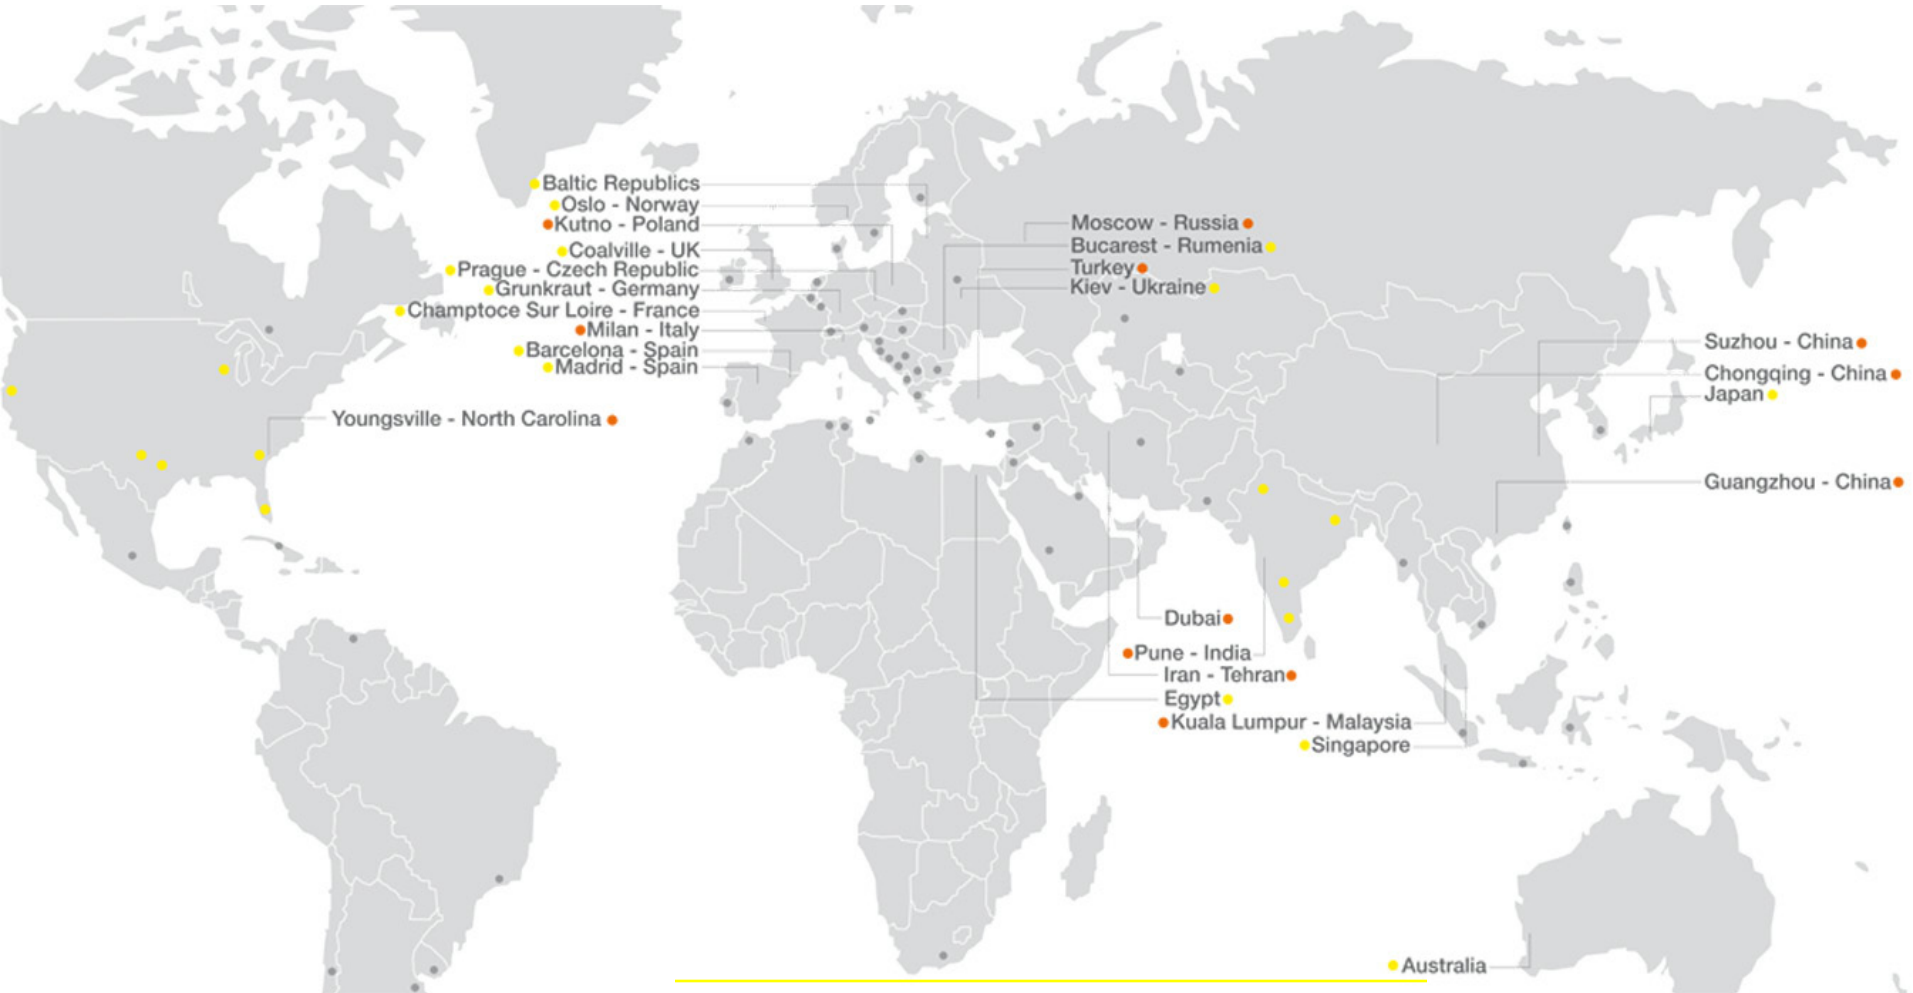 Baltic Republics
Oslo - Norway
Kutno - Poland
Coalville - UK
Prague - Czech Republic
Grunkraut - Germany
Champtoce Sur Loire - France
Milan - Italy
Barcelona - Spain
Madrid - Spain
Youngsville - North Carolina
Moscow - Russia
Bucarest - Rumenia
Turkey
Kiev - Ukraine
Suzhou - China
Chongqing - China
Japan
Guangzhou - China
Dubai
Pune - India
Iran - Tehran
Egypt
Kuala Lumpur - Malaysia
Singapore
Australia